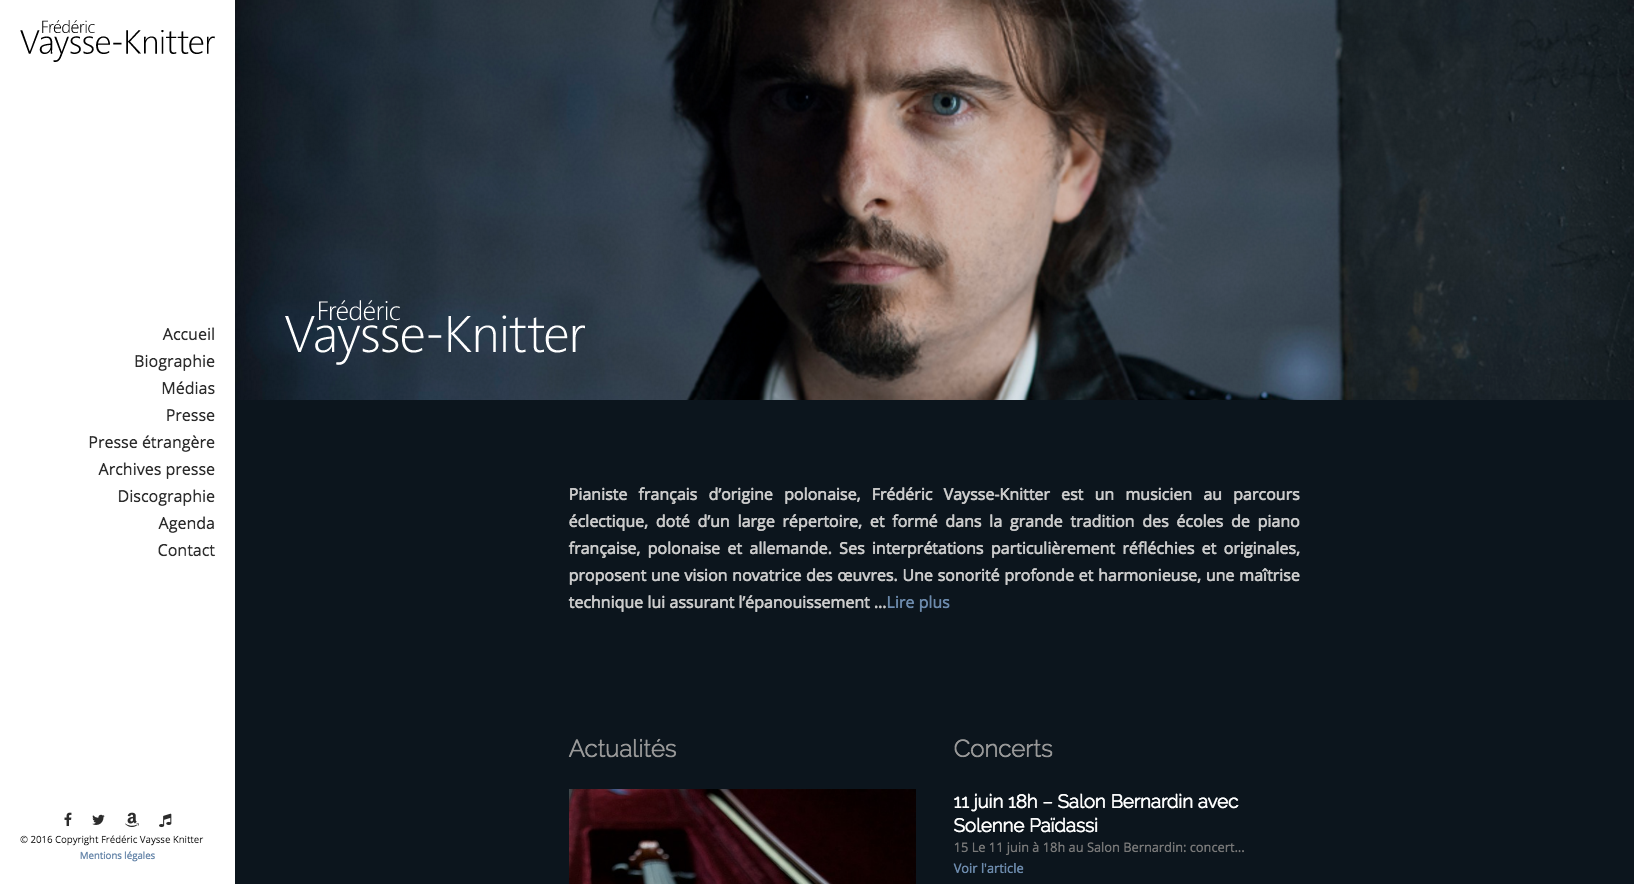 Frédéric
Vaysse-Knitter
Accueil
Biographie
Médias
Presse
Presse étrangère
Archives presse
Discographie
Agenda
Contact
© 2016 Copyright Frédéric Vaysse Knitter
Mentions légales
Frédéric
Vaysse-Knitter
Pianiste français d’origine polonaise, Frédéric Vaysse-Knitter est un musicien au parcours
éclectique, doté d’un large répertoire, et formé dans la grande tradition des écoles de piano
française, polonaise et allemande. Ses interprétations particulièrement réfléchies et originales,
proposent une vision novatrice des œuvres. Une sonorité profonde et harmonieuse, une maîtrise
technique lui assurant l’épanouissement ...Lire plus
Actualités
Concerts
11 juin 18h – Salon Bernardin avec
Solenne Païdassi
15 Le 11 juin à 18h au Salon Bernardin: concert...
Voir l'article